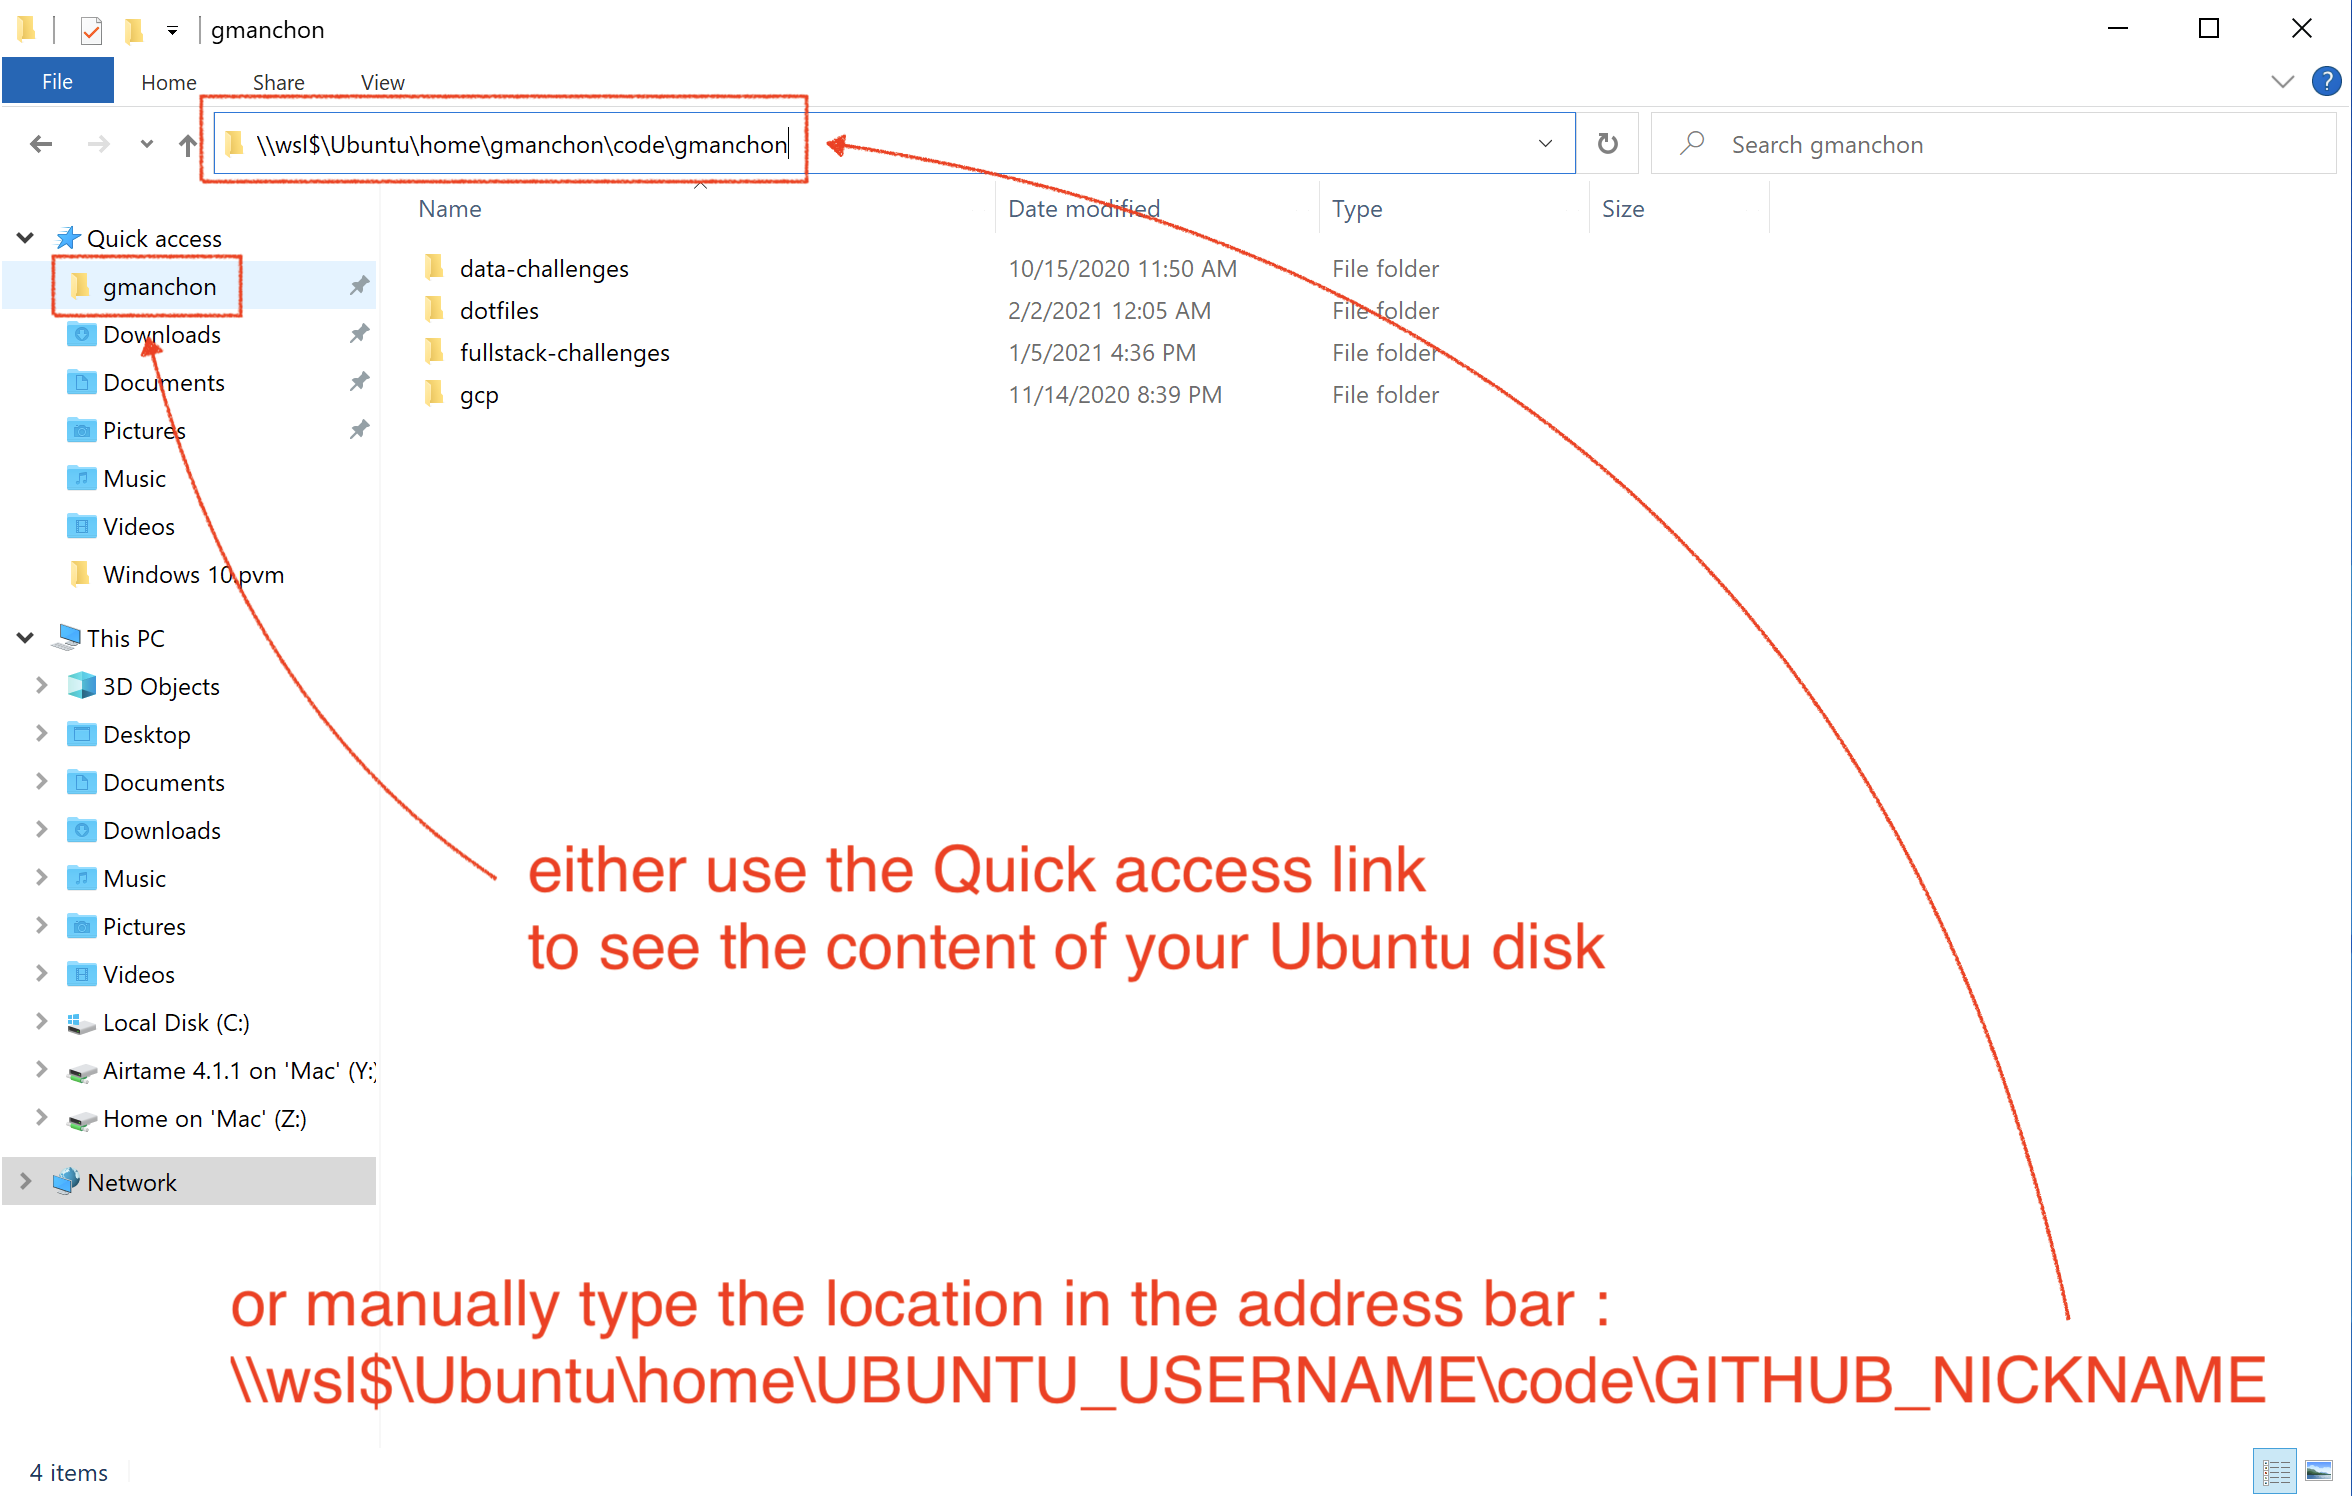 gmanchon
File Home Share View
\\wsl$\Ubuntu\home\gmanchon\code\gmanchon
Search gmanchon
Name Date modified Type Size
Quick access
gmanchon
Downloads
Documents
Pictures
Music
Videos
Windows 10.pvm
This PC
3D Objects
Desktop
Documents
Downloads
Music
Pictures
Videos
Local Disk (C:)
Airtame 4.1.1 on 'Mac' (Y:)
Home on 'Mac' (Z:)
Network
data-challenges 10/15/2020 11:50 AM File folder
dotfiles 2/2/2021 12:05 AM File folder
fullstack-challenges 1/5/2021 4:36 PM File folder
gcp 11/14/2020 8:39 PM File folder
either use the Quick access link
to see the content of your Ubuntu disk
or manually type the location in the address bar :
\\wsl$\Ubuntu\home\UBUNTU_USERNAME\code\GITHUB_NICKNAME
4 items